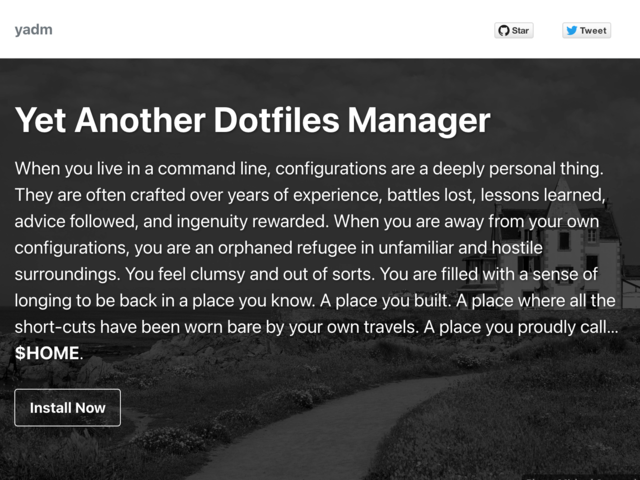 yadm
Star
Tweet
Yet Another Dotfiles Manager
When you live in a command line, configurations are a deeply personal thing.
They are often crafted over years of experience, battles lost, lessons learned,
advice followed, and ingenuity rewarded. When you are away from your own
configurations, you are an orphaned refugee in unfamiliar and hostile
surroundings. You feel clumsy and out of sorts. You are filled with a sense of
longing to be back in a place you know. A place you built. A place where all the
short-cuts have been worn bare by your own travels. A place you proudly call...
$HOME.
Install Now